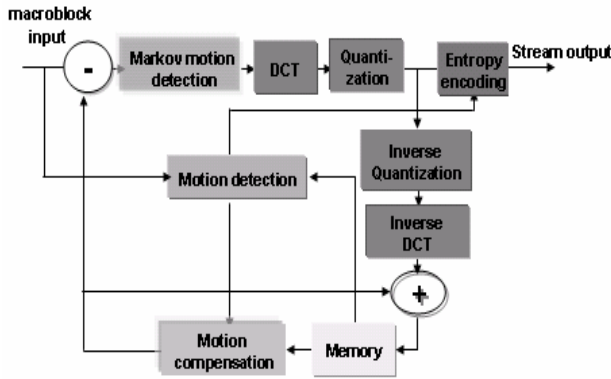 macroblock
input
-
Markov motion
detection
DCT
Quanti-
zation
Entropy
encoding
Stream output
Motion detection
Inverse
Quantization
Inverse
DCT
+
Motion
compensation
Memory